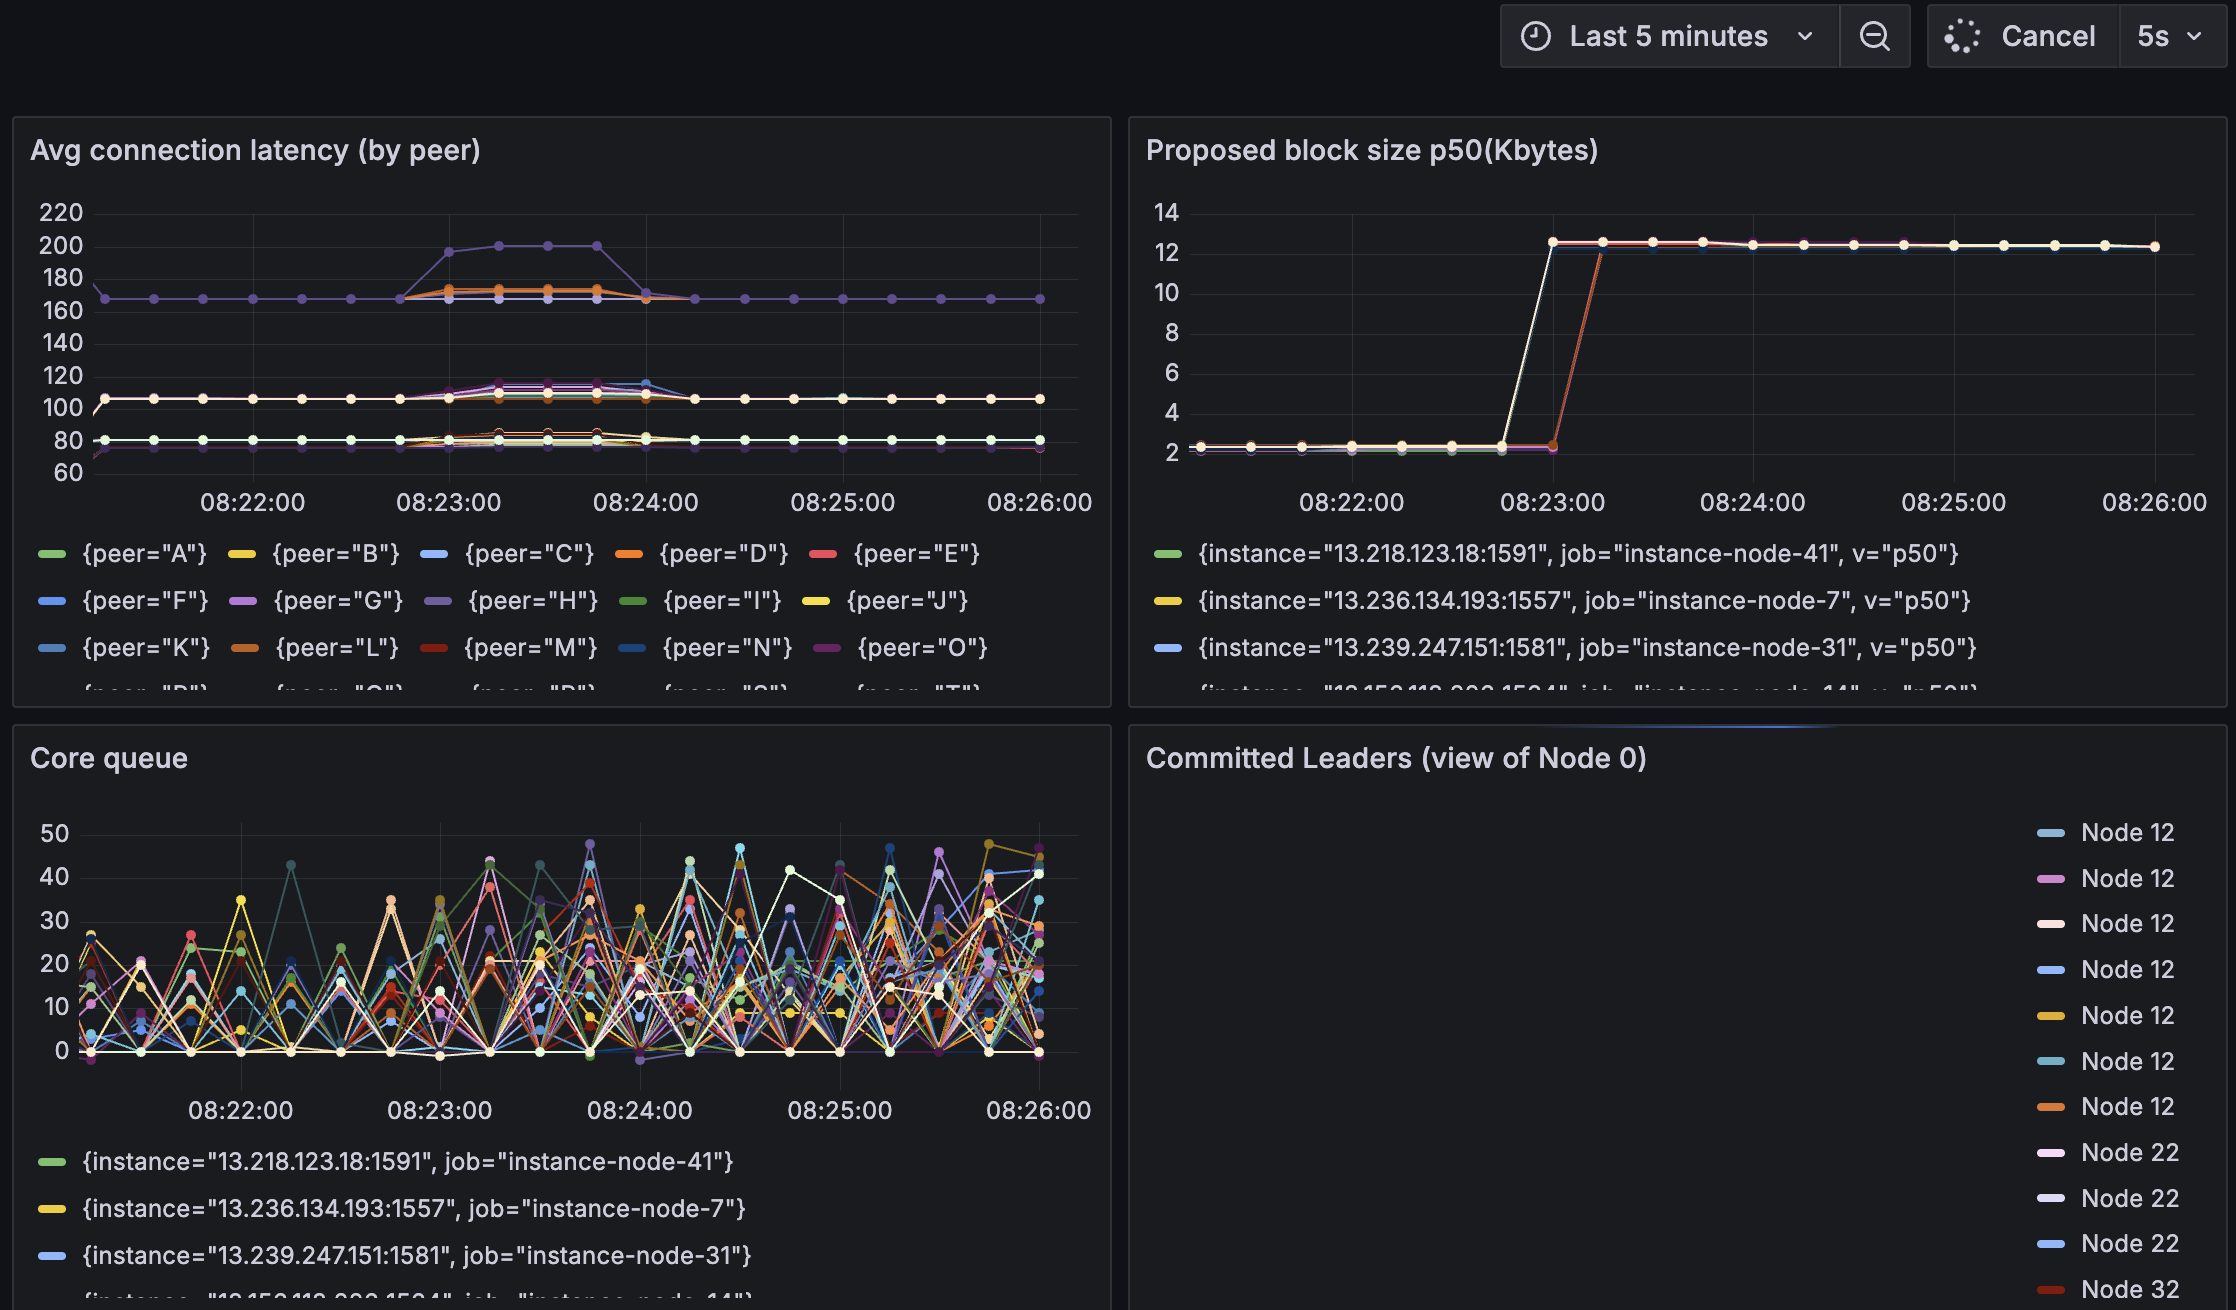 Last 5 minutes
Cancel
5s
Avg connection latency (by peer)
220
200
180
160
140
120
100
80
60
08:22:00 08:23:00 08:24:00 08:25:00 08:26:00
{peer="A"} {peer="B"} {peer="C"} {peer="D"} {peer="E"}
{peer="F"} {peer="G"} {peer="H"} {peer="I"} {peer="J"}
{peer="K"} {peer="L"} {peer="M"} {peer="N"} {peer="O"}
Proposed block size p50(Kbytes)
14
12
10
8
6
4
2
08:22:00 08:23:00 08:24:00 08:25:00 08:26:00
{instance="13.218.123.18:1591", job="instance-node-41", v="p50"}
{instance="13.236.134.193:1557", job="instance-node-7", v="p50"}
{instance="13.239.247.151:1581", job="instance-node-31", v="p50"}
Core queue
50
40
30
20
10
0
08:22:00 08:23:00 08:24:00 08:25:00 08:26:00
{instance="13.218.123.18:1591", job="instance-node-41"}
{instance="13.236.134.193:1557", job="instance-node-7"}
{instance="13.239.247.151:1581", job="instance-node-31"}
Committed Leaders (view of Node 0)
Node 12
Node 12
Node 12
Node 12
Node 12
Node 12
Node 12
Node 22
Node 22
Node 22
Node 32